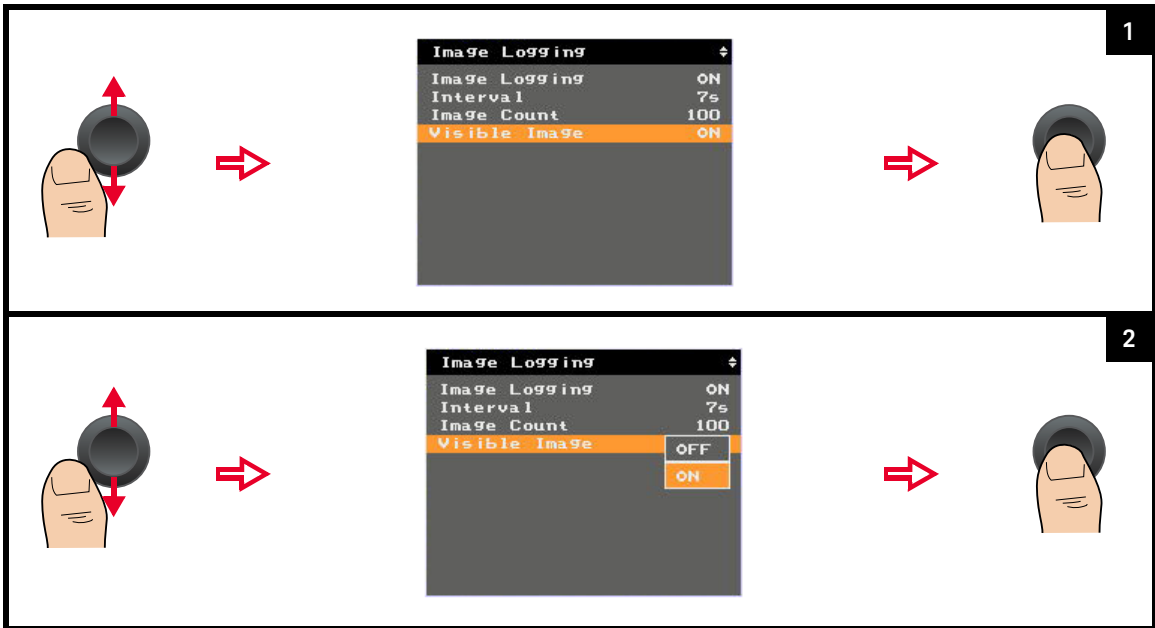 1
Image Logging
Image Logging ON
Interval 7s
Image Count 100
Visible Image ON
2
Image Logging
Image Logging ON
Interval 7s
Image Count 100
Visible Image
OFF
ON